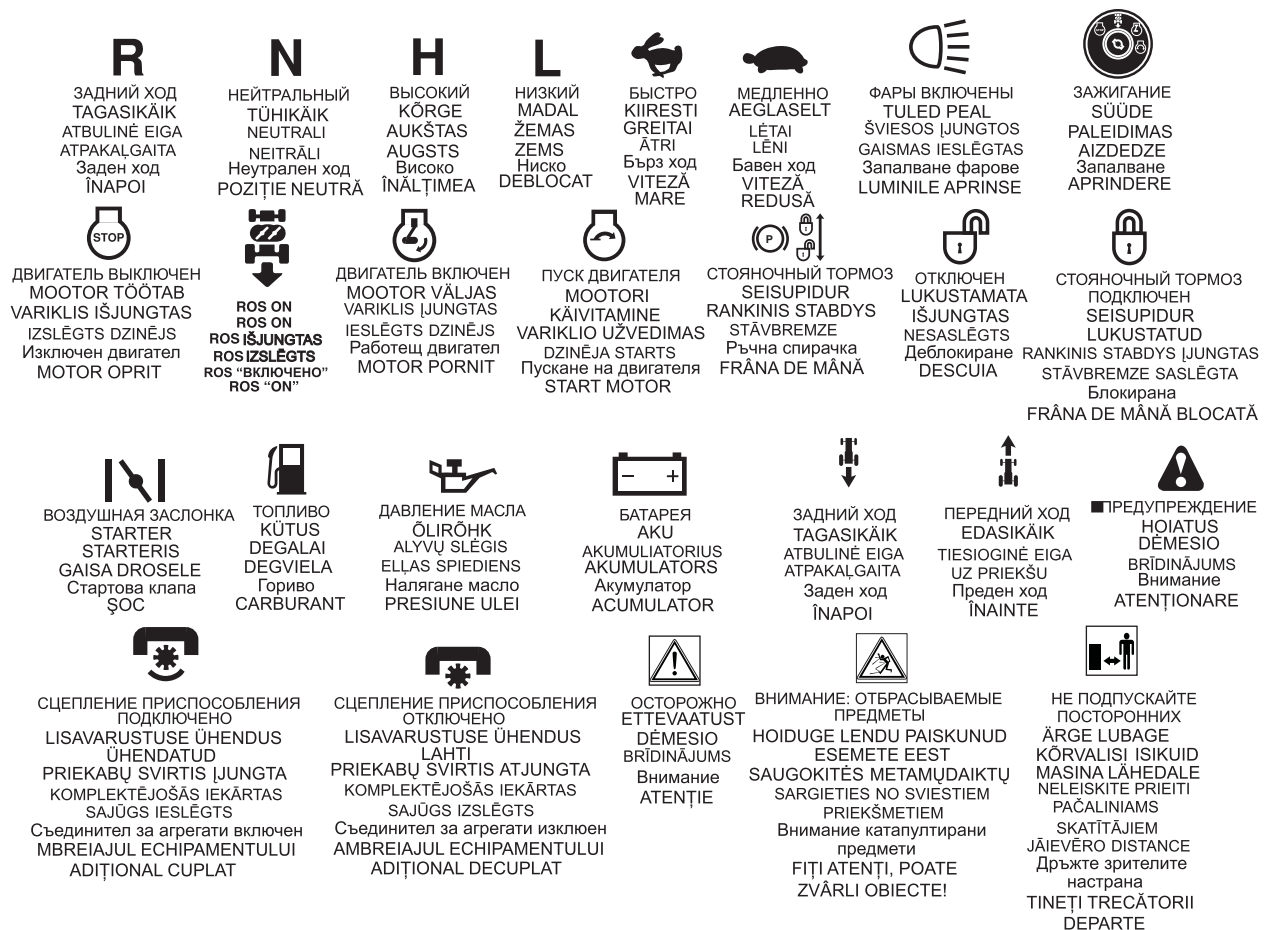 R
ЗАДНИЙ ХОД
TAGASIKÄIK
ATBULINĖ EIGA
ATPAKAĻGAITA
Заден ход
ÎNAPOI
N
НЕЙТРАЛЬНЫЙ
TÜHIKÄIK
NEUTRALI
NEITRĀLI
Неутрален ход
POZIȚIE NEUTRĂ
H
ВЫСОКИЙ
KÕRGE
AUKŠTAS
AUGSTS
Високо
ÎNĂLȚIMEA
L
НИЗКИЙ
MADAL
ŽEMAS
ZEMS
Ниско
DEBLOCAT
БЫСТРО
KIIRESTI
GREITAI
ĀTRI
Бърз ход
VITEZĂ
MARE
МЕДЛЕННО
AEGLASELT
LĖTAI
LĒNI
Бавен ход
VITEZĂ
REDUSĂ
ФАРЫ ВКЛЮЧЕНЫ
TULED PEAL
ŠVIESOS ĮJUNGTOS
GAISMAS IESLĒGTAS
Запалване фарове
LUMINILE APRINSE
ЗАЖИГАНИЕ
SÜÜDE
PALEIDIMAS
AIZDEDZE
Запалване
APRINDERE
STOP
ДВИГАТЕЛЬ ВЫКЛЮЧЕН
MOOTOR TÖÖTAB
VARIKLIS IŠJUNGTAS
IZSLĒGTS DZINĒJS
Изключен двигател
MOTOR OPRIT
ROS ON
ROS ON
ROS IŠJUNGTAS
ROS IZSLĒGTS
ROS “ВКЛЮЧЕНО”
ROS “ON”
ДВИГАТЕЛЬ ВКЛЮЧЕН
MOOTOR VÄLJAS
VARIKLIS ĮJUNGTAS
IESLĒGTS DZINĒJS
Работещ двигател
MOTOR PORNIT
ПУСК ДВИГАТЕЛЯ
MOOTORI
KÄIVITAMINE
VARIKLIO UŽVEDIMAS
DZINĒJA STARTS
Пускане на двигателя
START MOTOR
P
СТОЯНОЧНЫЙ ТОРМОЗ
SEISUPIDUR
RANKINIS STABDYS
STĀVBREMZE
Ръчна спирачка
FRÂNA DE MÂNĂ
ОТКЛЮЧЕН
LUKUSTAMATA
IŠJUNGTAS
NESASLĒGTS
Деблокиране
DESCUIA
СТОЯНОЧНЫЙ ТОРМОЗ
ПОДКЛЮЧЕН
SEISUPIDUR
LUKUSTATUD
RANKINIS STABDYS ĮJUNGTAS
STĀVBREMZE SASLĒGTA
Блокирана
FRÂNA DE MÂNĂ BLOCATĂ
ВОЗДУШНАЯ ЗАСЛОНКА
STARTER
STARTERIS
GAISA DROSELE
Стартова клапа
ŞOC
ТОПЛИВО
KÜTUS
DEGALAI
DEGVIELA
Гориво
CARBURANT
ДАВЛЕНИЕ МАСЛА
ÕLIRÕHK
ALYVŲ SLĖGIS
EĻĻAS SPIEDIENS
Налягане масло
PRESIUNE ULEI
− +
БАТАРЕЯ
AKU
AKUMULIATORIUS
AKUMULATORS
Акумулатор
ACUMULATOR
ЗАДНИЙ ХОД
TAGASIKÄIK
ATBULINĖ EIGA
ATPAKAĻGAITA
Заден ход
ÎNAPOI
ПЕРЕДНИЙ ХОД
EDASIKÄIK
TIESIOGINĖ EIGA
UZ PRIEKŠU
Преден ход
ÎNAINTE
ПРЕДУПРЕЖДЕНИЕ
HOIATUS
DĖMESIO
BRĪDINĀJUMS
Внимание
ATENȚIONARE
СЦЕПЛЕНИЕ ПРИСПОСОБЛЕНИЯ
ПОДКЛЮЧЕНО
LISAVARUSTUSE ÜHENDUS
ÜHENDATUD
PRIEKABŲ SVIRTIS ĮJUNGTA
KOMPLEKTĒJOŠĀS IEKĀRTAS
SAJŪGS IESLĒGTS
Съединител за агрегати включен
MBREIAJUL ECHIPAMENTULUI
ADIȚIONAL CUPLAT
СЦЕПЛЕНИЕ ПРИСПОСОБЛЕНИЯ
ОТКЛЮЧЕНО
LISAVARUSTUSE ÜHENDUS
LAHTI
PRIEKABŲ SVIRTIS ATJUNGTA
KOMPLEKTĒJOŠĀS IEKĀRTAS
SAJŪGS IZSLĒGTS
Съединител за агрегати изклюен
AMBREIAJUL ECHIPAMENTULUI
ADIȚIONAL DECUPLAT
ОСТОРОЖНО
ETTEVAATUST
DĖMESIO
BRĪDINĀJUMS
Внимание
ATENȚIE
ВНИМАНИЕ: ОТБРАСЫВАЕМЫЕ
ПРЕДМЕТЫ
HOIDUGE LENDU PAISKUNUD
ESEMETE EEST
SAUGOKITĖS METAMŲDAIKTŲ
SARGIETIES NO SVIESTIEM
PRIEKŠMETIEM
Внимание катапултирани
предмети
FIȚI ATENȚI, POATE
ZVÂRLI OBIECTE!
НЕ ПОДПУСКАЙТЕ
ПОСТОРОННИХ
ÄRGE LUBAGE
KÕRVALISI ISIKUID
MASINA LÄHEDALE
NELEISKITE PRIEITI
PAČALINIAMS
SKATĪTĀJIEM
JĀIEVĒRO DISTANCE
Дръжте зрителите
настрана
TINEȚI TRECĂTORII
DEPARTE